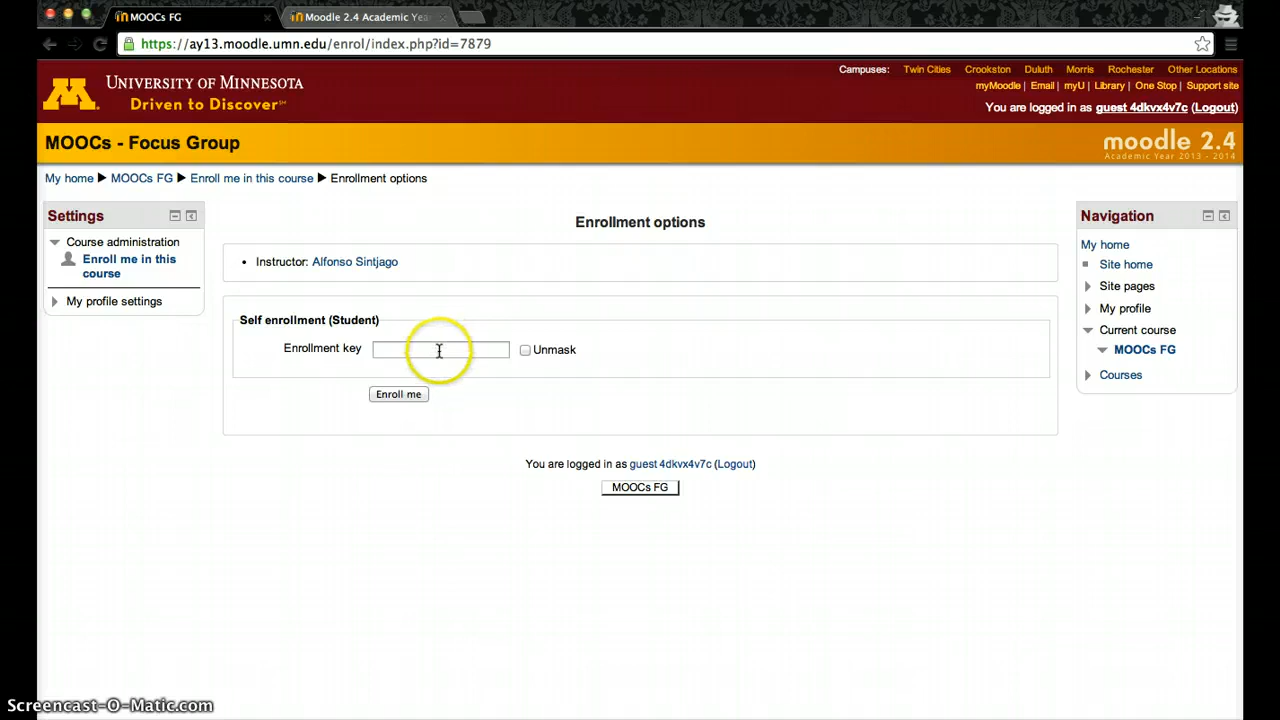 MOOCs FG
Moodle 2.4 Academic Yea
https://ay13.moodle.umn.edu/enrol/index.php?id=7879
M
UNIVERSITY OF MINNESOTA
Driven to Discover℠
Campuses: Twin Cities Crookston Duluth Morris Rochester Other Locations
myMoodle | Email | myU | Library | One Stop | Support site
You are logged in as guest 4dkvx4v7c (Logout)
MOOCs - Focus Group
moodle 2.4
Academic Year 2013 - 2014
My home ► MOOCs FG ► Enroll me in this course ► Enrollment options
Settings
Course administration
Enroll me in this
course
My profile settings
Enrollment options
• Instructor: Alfonso Sintjago
Self enrollment (Student)
Enrollment key
Unmask
Enroll me
You are logged in as guest 4dkvx4v7c (Logout)
MOOCs FG
Navigation
My home
Site home
Site pages
My profile
Current course
MOOCs FG
Courses
Screencast-O-Matic.com